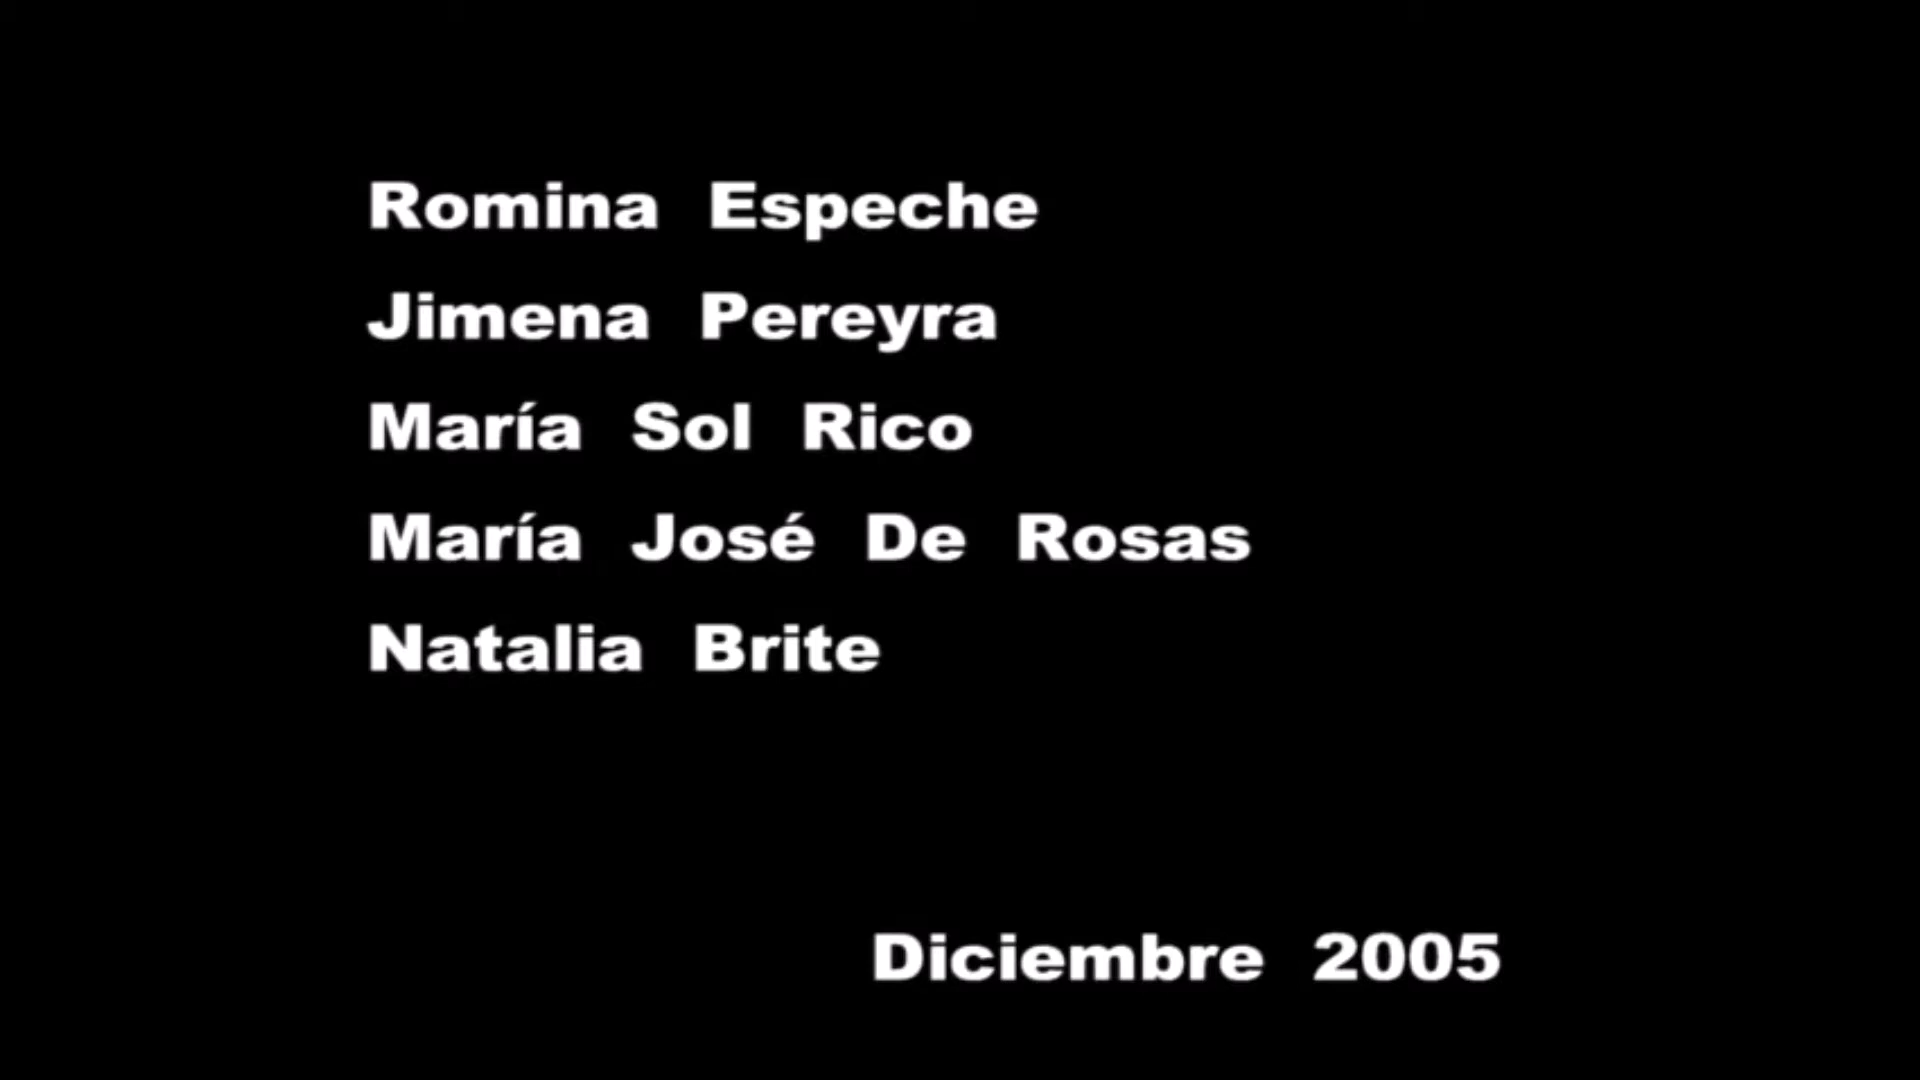 Romina Espeche
Jimena Pereyra
María Sol Rico
María José De Rosas
Natalia Brite
Diciembre 2005